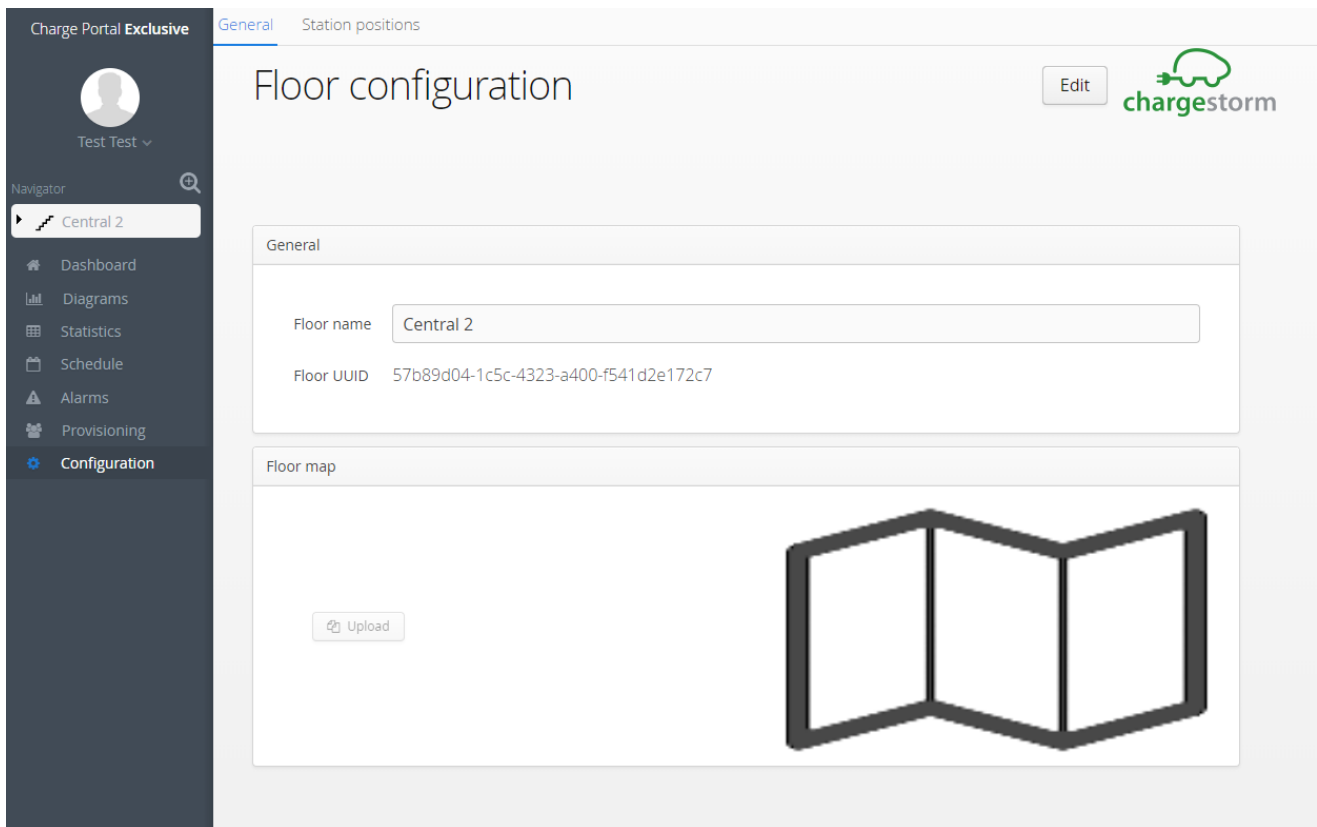 Charge Portal Exclusive
General Station positions
Floor configuration
Edit
chargestorm
Test Test
Navigator
Central 2
Dashboard
Diagrams
Statistics
Schedule
Alarms
Provisioning
Configuration
General
Floor name Central 2
Floor UUID 57b89d04-1c5c-4323-a400-f541d2e172c7
Floor map
Upload